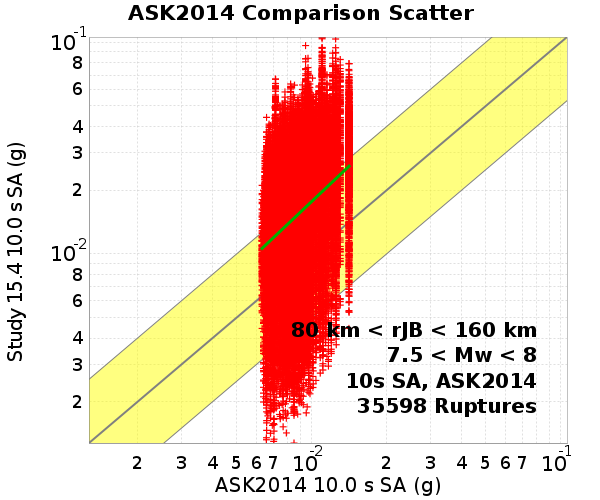 ASK2014 Comparison Scatter
10-1
8
6
4
3
2
10-2
8
6
4
3
2
Study 15.4 10.0 s SA (g)
80 km < rJB < 160 km
7.5 < Mw < 8
10s SA, ASK2014
35598 Ruptures
2 3 4 5 6 7 10-2 2 3 4 5 6 7 10-1
ASK2014 10.0 s SA (g)